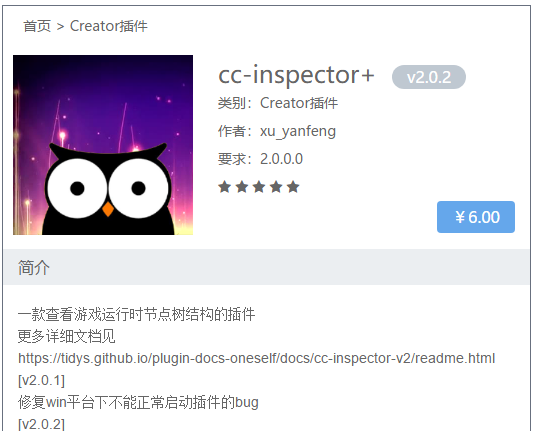 首页 > Creator插件
cc-inspector+ v2.0.2
类别：Creator插件
作者：xu_yanfeng
要求：2.0.0.0
★★★★★
￥6.00
简介
一款查看游戏运行时节点树结构的插件
更多详细文档见
https://tidys.github.io/plugin-docs-oneself/docs/cc-inspector-v2/readme.html
[v2.0.1]
修复win平台下不能正常启动插件的bug
[v2.0.2]